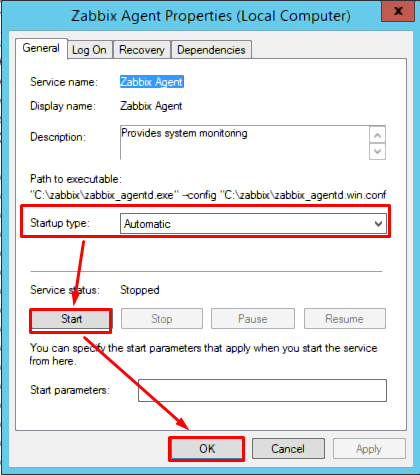 Zabbix Agent Properties (Local Computer)
x
General Log On Recovery Dependencies
Service name: Zabbix Agent
Display name: Zabbix Agent
Description: Provides system monitoring
Path to executable:
"C:\zabbix\zabbix_agentd.exe" --config "C:\zabbix\zabbix_agentd.win.conf
Startup type: Automatic
Service status: Stopped
Start Stop Pause Resume
You can specify the start parameters that apply when you start the service
from here.
Start parameters:
OK Cancel Apply